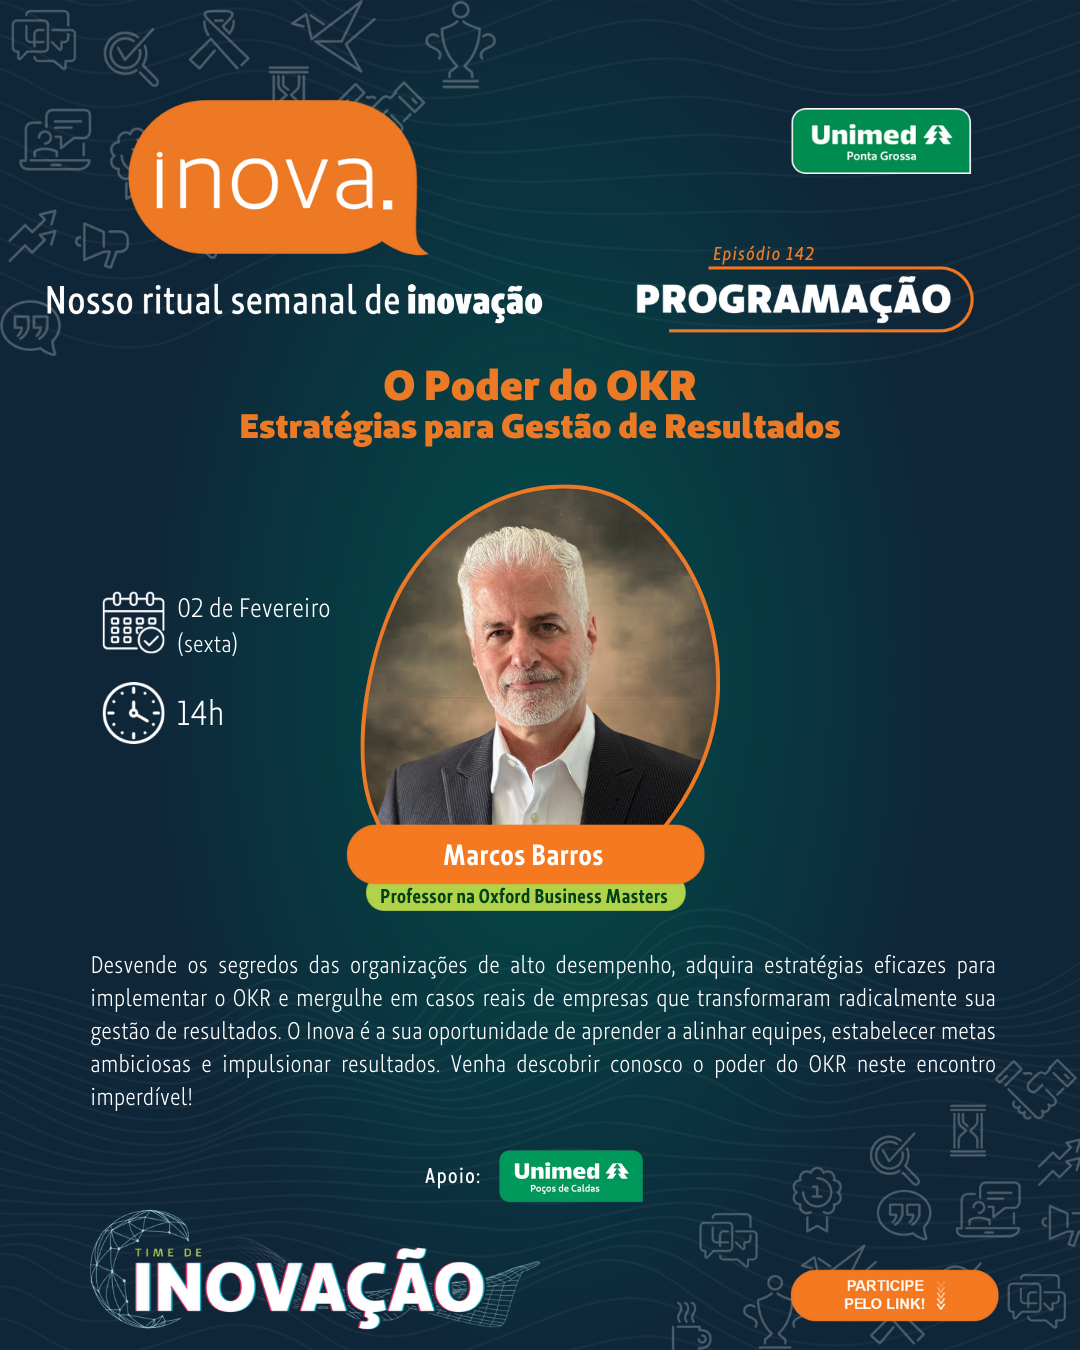 inova.
Unimed
Ponta Grossa
Nosso ritual semanal de inovação
Episódio 142
PROGRAMAÇÃO
O Poder do OKR
Estratégias para Gestão de Resultados
02 de Fevereiro
(sexta)
14h
Marcos Barros
Professor na Oxford Business Masters
Desvende os segredos das organizações de alto desempenho, adquira estratégias eficazes para
implementar o OKR e mergulhe em casos reais de empresas que transformaram radicalmente sua
gestão de resultados. O Inova é a sua oportunidade de aprender a alinhar equipes, estabelecer metas
ambiciosas e impulsionar resultados. Venha descobrir conosco o poder do OKR neste encontro
imperdível!
Apoio:
Unimed
Poços de Caldas
1
TIME DE
INOVAÇÃO
PARTICIPE
PELO LINK!